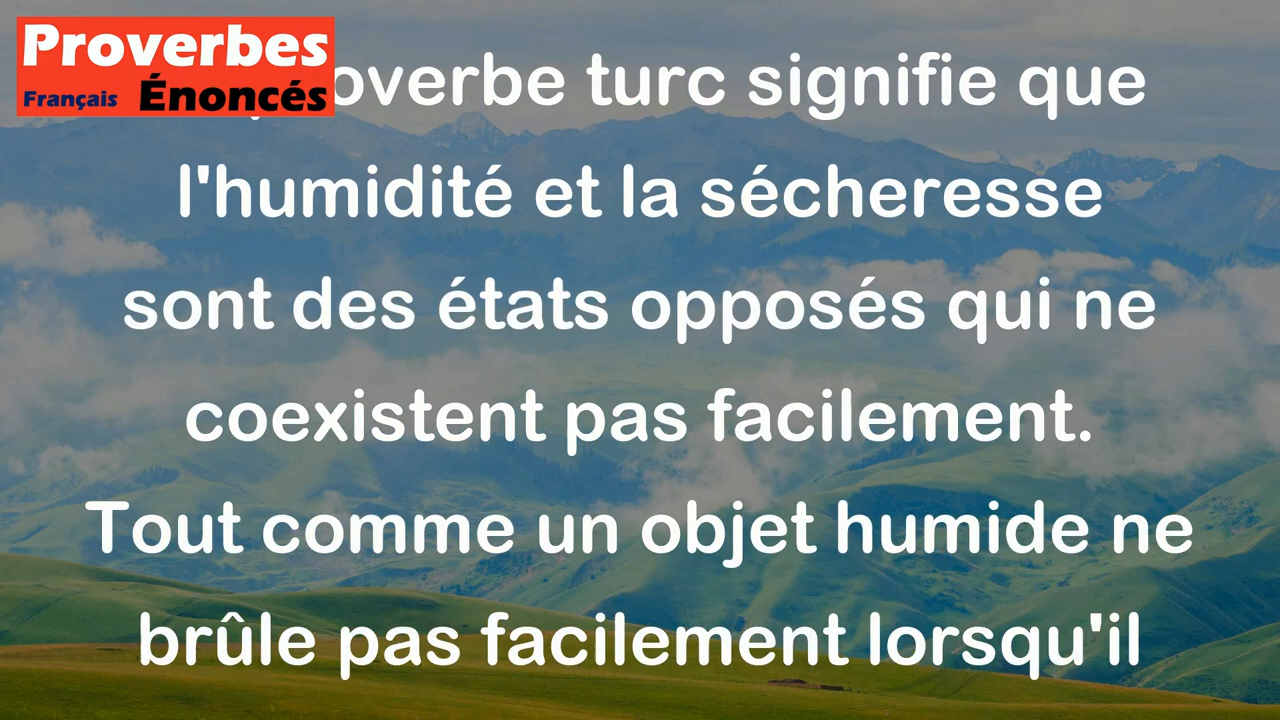 Proverbes
Français Énoncés
turc signifie que
l'humidité et la sécheresse
sont des états opposés qui ne
coexistent pas facilement.
Tout comme un objet humide ne
brûle pas facilement lorsqu'il